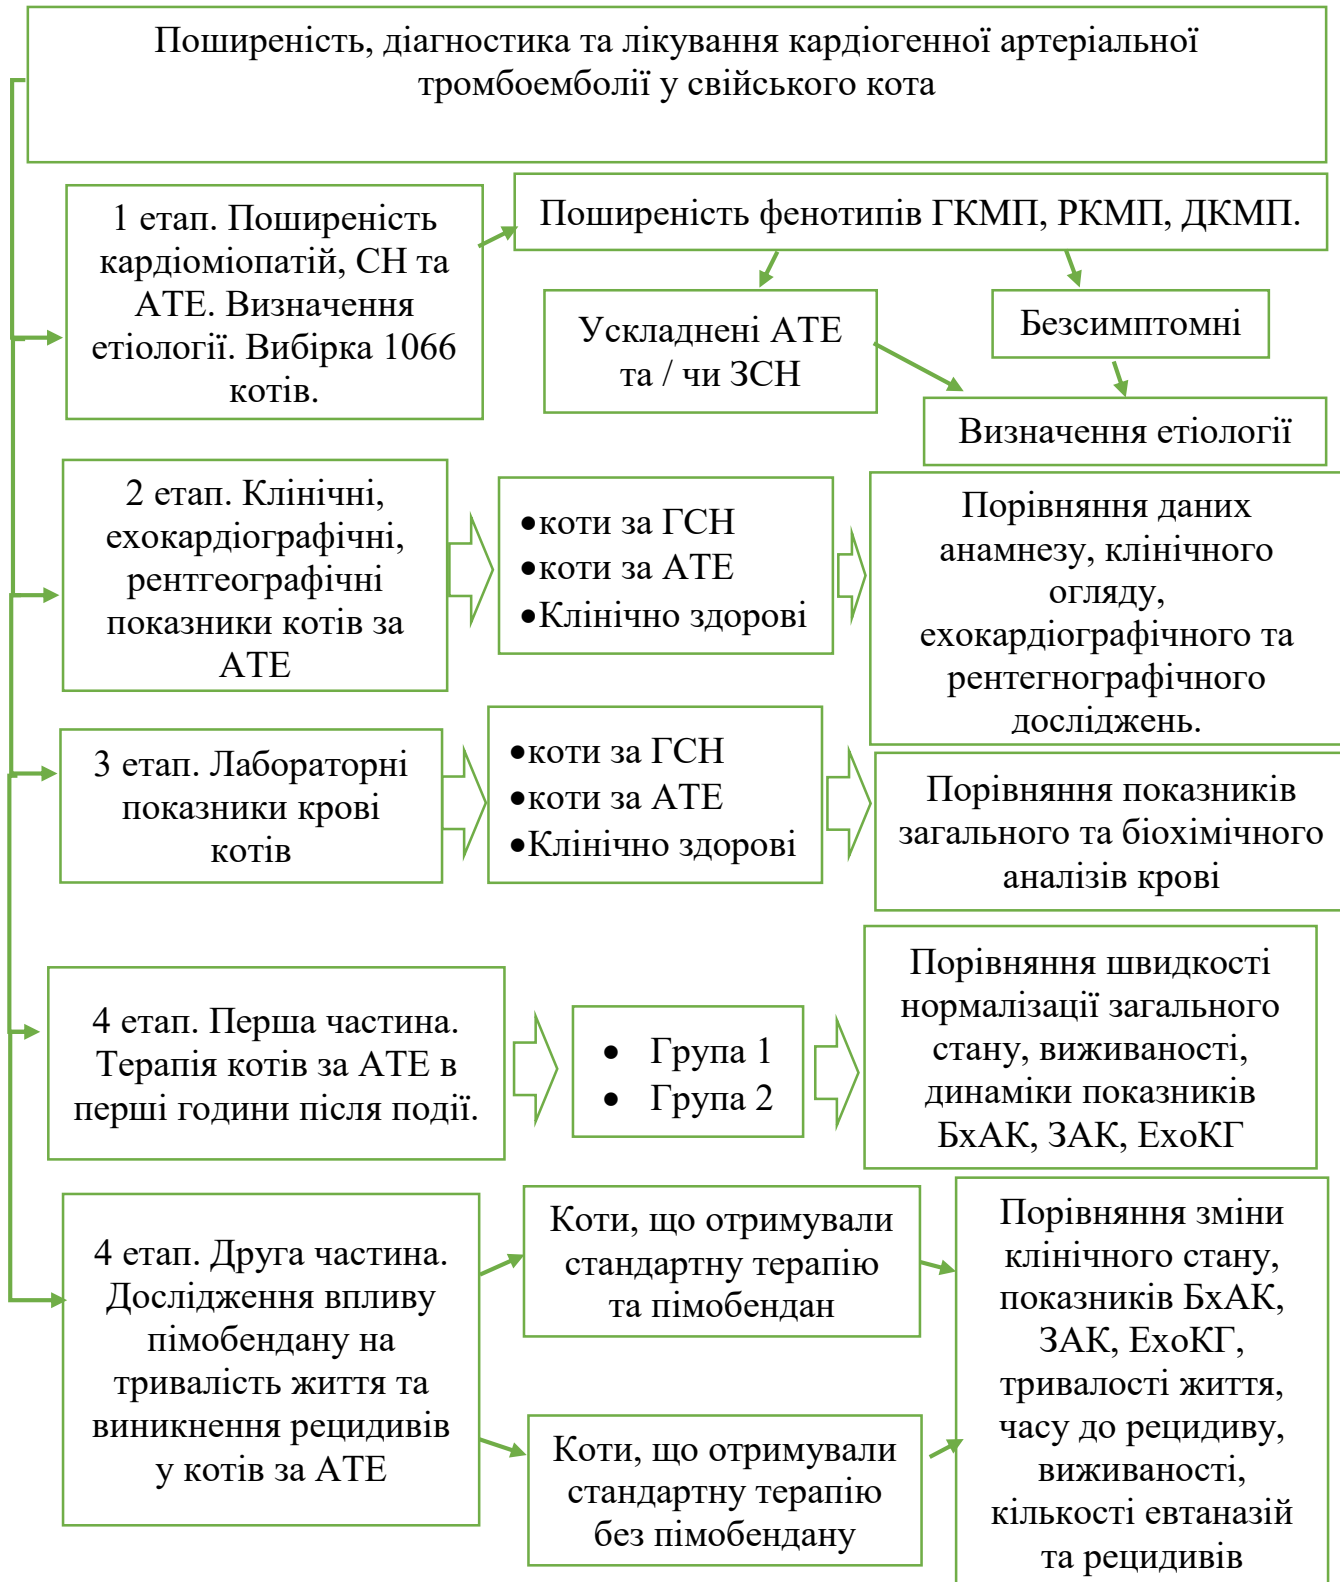 Поширеність, діагностика та лікування кардіогенної артеріальної
тромбоемболії у свійського кота
1 етап. Поширеність
кардіоміопатій, СН та
АТЕ. Визначення
етіології. Вибірка 1066
котів.
Поширеність фенотипів ГКМП, РКМП, ДКМП.
Ускладнені АТЕ
та / чи ЗСН
Безсимптомні
Визначення етіології
2 етап. Клінічні,
ехокардіографічні,
рентгеографічні
показники котів за
АТЕ
•коти за ГСН
•коти за АТЕ
•Клінічно здорові
Порівняння даних
анамнезу, клінічного
огляду,
ехокардіографічного та
рентегнографічного
досліджень.
3 етап. Лабораторні
показники крові
котів
•коти за ГСН
•коти за АТЕ
•Клінічно здорові
Порівняння показників
загального та біохімічного
аналізів крові
4 етап. Перша частина.
Терапія котів за АТЕ в
перші години після події.
• Група 1
• Група 2
Порівняння швидкості
нормалізації загального
стану, виживаності,
динаміки показників
БхАК, ЗАК, ЕхоКГ
4 етап. Друга частина.
Дослідження впливу
пімобендану на
тривалість життя та
виникнення рецидивів
у котів за АТЕ
Коти, що отримували
стандартну терапію
та пімобендан
Коти, що отримували
стандартну терапію
без пімобендану
Порівняння зміни
клінічного стану,
показників БхАК,
ЗАК, ЕхоКГ,
тривалості життя,
часу до рецидиву,
виживаності,
кількості евтаназій
та рецидивів